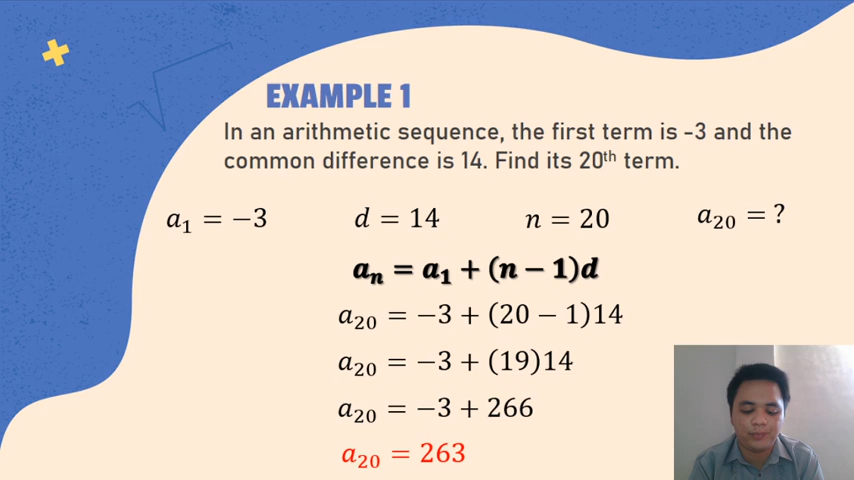 EXAMPLE 1
In an arithmetic sequence, the first term is -3 and the
common difference is 14. Find its 20th term.
a₁ = −3 d = 14 n = 20 a₂₀ = ?
aₙ = a₁ + (n − 1)d
a₂₀ = −3 + (20 − 1)14
a₂₀ = −3 + (19)14
a₂₀ = −3 + 266
a₂₀ = 263